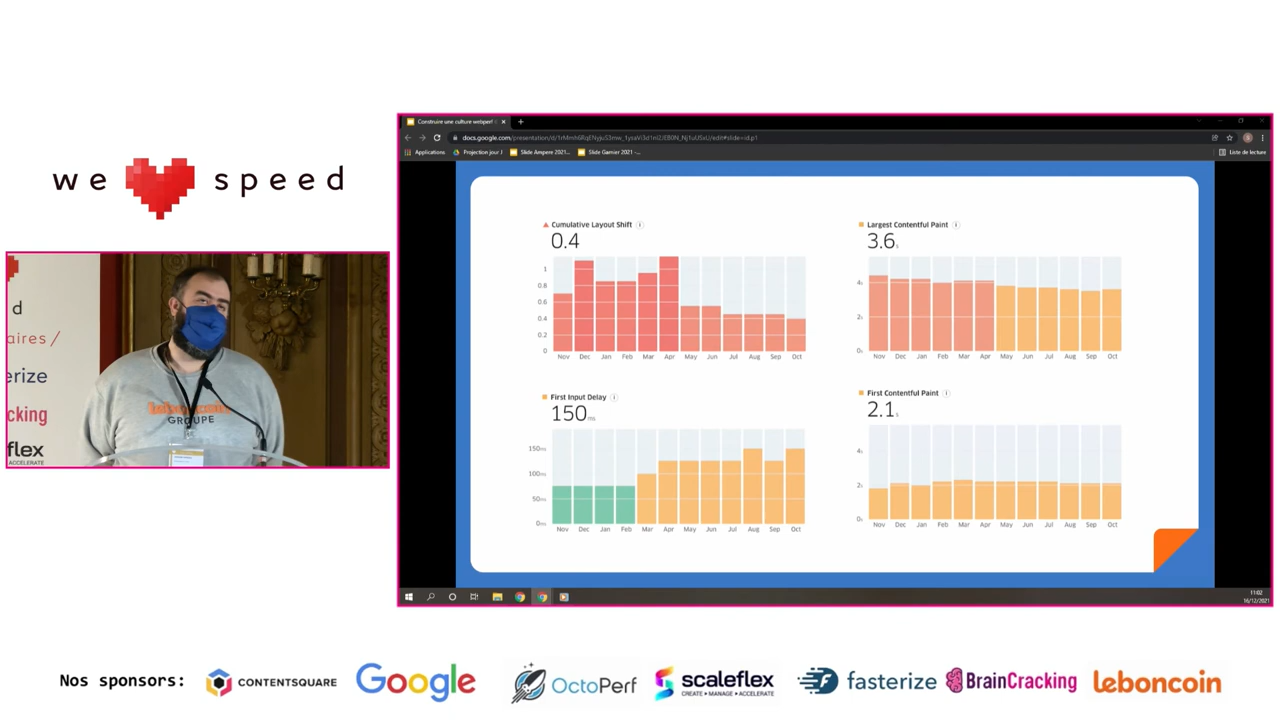 we speed
d
aires /
erize
cking
flex
ACCELERATE
GROUPE
Construire une culture webperf
docs.google.com
Applications
Projection jour J
Slide Ampere 2021...
Slide Garnier 2021 -...
Liste de lecture
Cumulative Layout Shift
0.4
1
0.8
0.6
0.4
0.2
0
Nov Dec Jan Feb Mar Apr May Jun Jul Aug Sep Oct
Largest Contentful Paint
3.6s
4s
2s
0s
Nov Dec Jan Feb Mar Apr May Jun Jul Aug Sep Oct
First Input Delay
150ms
150ms
100ms
50ms
0ms
Nov Dec Jan Feb Mar Apr May Jun Jul Aug Sep Oct
First Contentful Paint
2.1s
4s
2s
0s
Nov Dec Jan Feb Mar Apr May Jun Jul Aug Sep Oct
11:02
16/12/2021
Nos sponsors: CONTENTSQUARE Google OctoPerf scaleflex fasterize BrainCracking leboncoin
CREATE • MANAGE • ACCELERATE